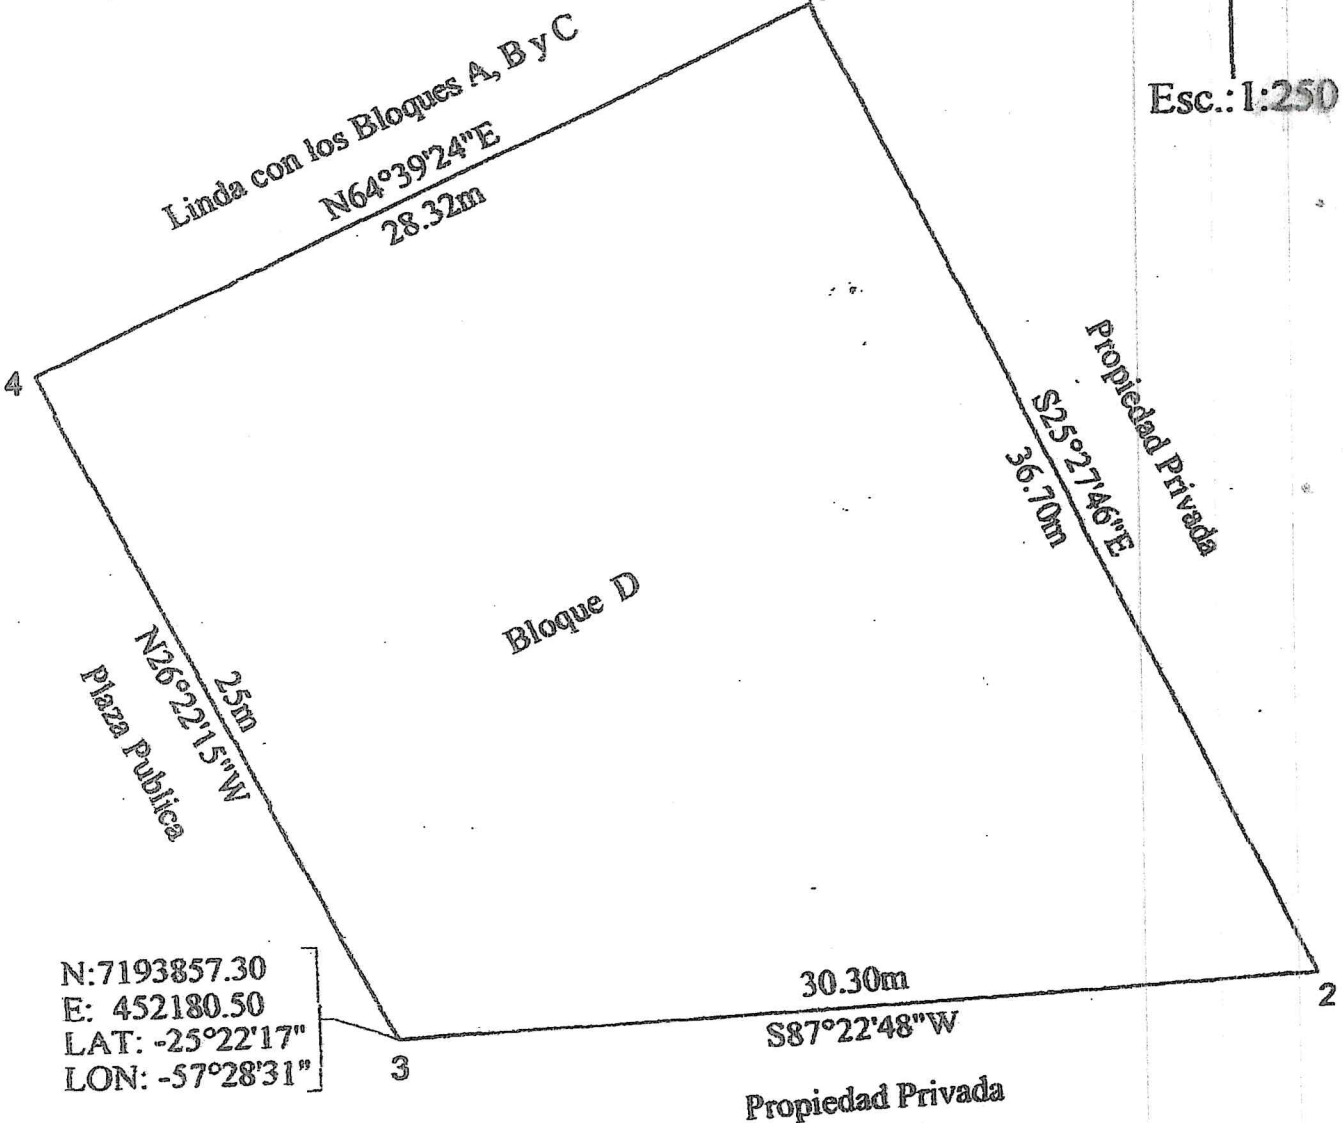 Esc.: 1:250
Linda con los Bloques A, B y C
N64°39'24"E
28.32m
4
Propiedad Privada
S25°27'46"E
36.70m
Bloque D
25m
N26°22'15"W
Plaza Publica
N:7193857.30
E: 452180.50
LAT: -25°22'17"
LON: -57°28'31"
3
30.30m
S87°22'48"W
2
Propiedad Privada